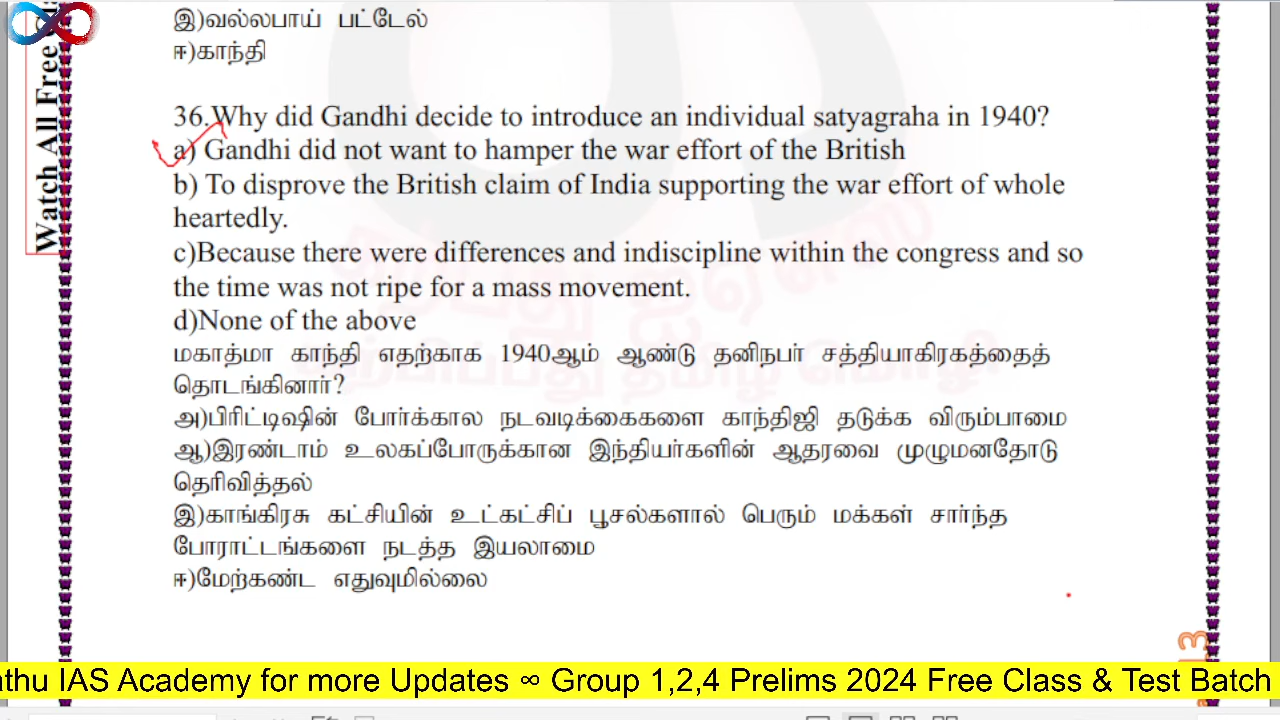 Watch All Free Cla
இ)வல்லபாய் பட்டேல்
ஈ)காந்தி
36.Why did Gandhi decide to introduce an individual satyagraha in 1940?
a) Gandhi did not want to hamper the war effort of the British
b) To disprove the British claim of India supporting the war effort of whole
heartedly.
c)Because there were differences and indiscipline within the congress and so
the time was not ripe for a mass movement.
d)None of the above
மகாத்மா காந்தி எதற்காக 1940ஆம் ஆண்டு தனிநபர் சத்தியாகிரகத்தைத்
தொடங்கினார்?
அ)பிரிட்டிஷின் போர்க்கால நடவடிக்கைகளை காந்திஜி தடுக்க விரும்பாமை
ஆ)இரண்டாம் உலகப்போருக்கான இந்தியர்களின் ஆதரவை முழுமனதோடு
தெரிவித்தல்
இ)காங்கிரசு கட்சியின் உட்கட்சிப் பூசல்களால் பெரும் மக்கள் சார்ந்த
போராட்டங்களை நடத்த இயலாமை
ஈ)மேற்கண்ட எதுவுமில்லை
athu IAS Academy for more Updates ∞ Group 1,2,4 Prelims 2024 Free Class & Test Batch